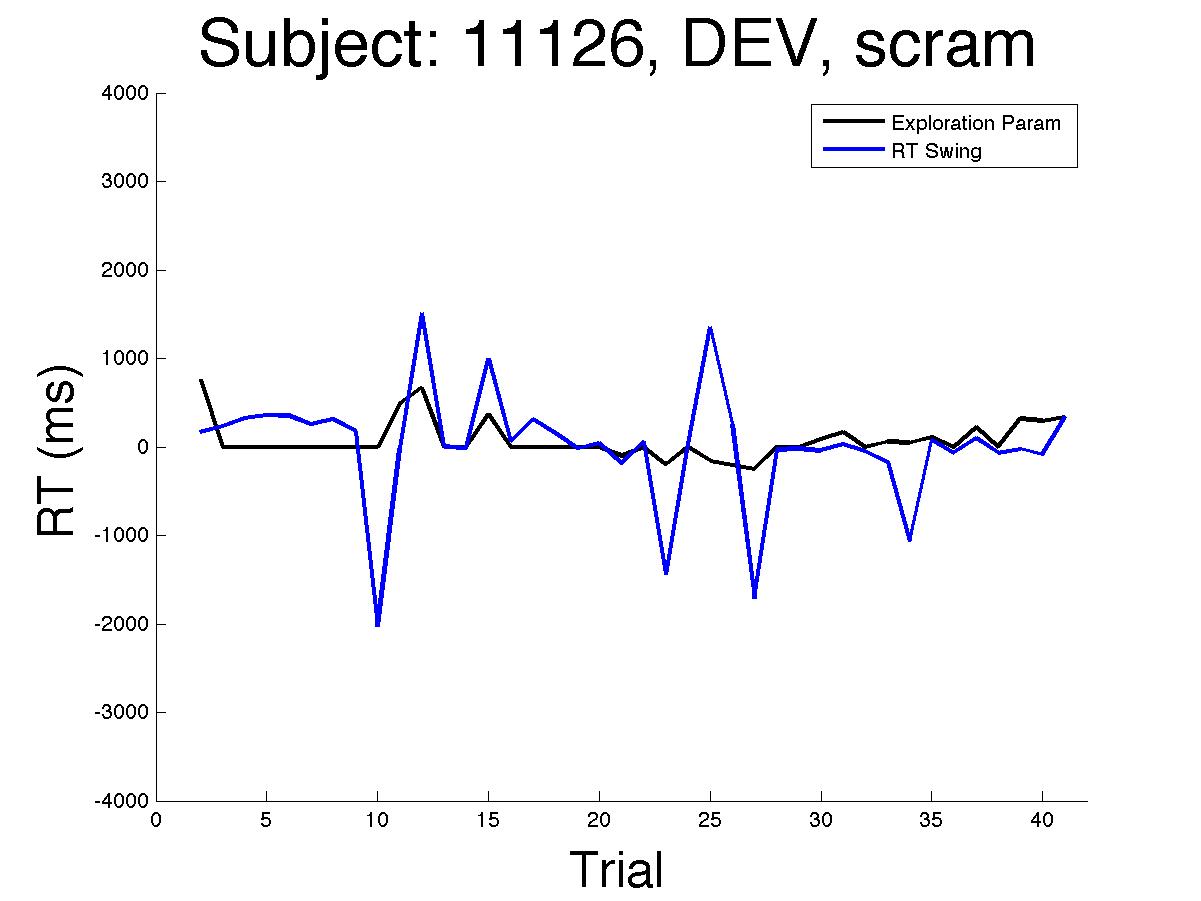 Subject: 11126, DEV, scram
Exploration Param
RT Swing
4000
3000
2000
1000
0
-1000
-2000
-3000
-4000
RT (ms)
0 5 10 15 20 25 30 35 40
Trial